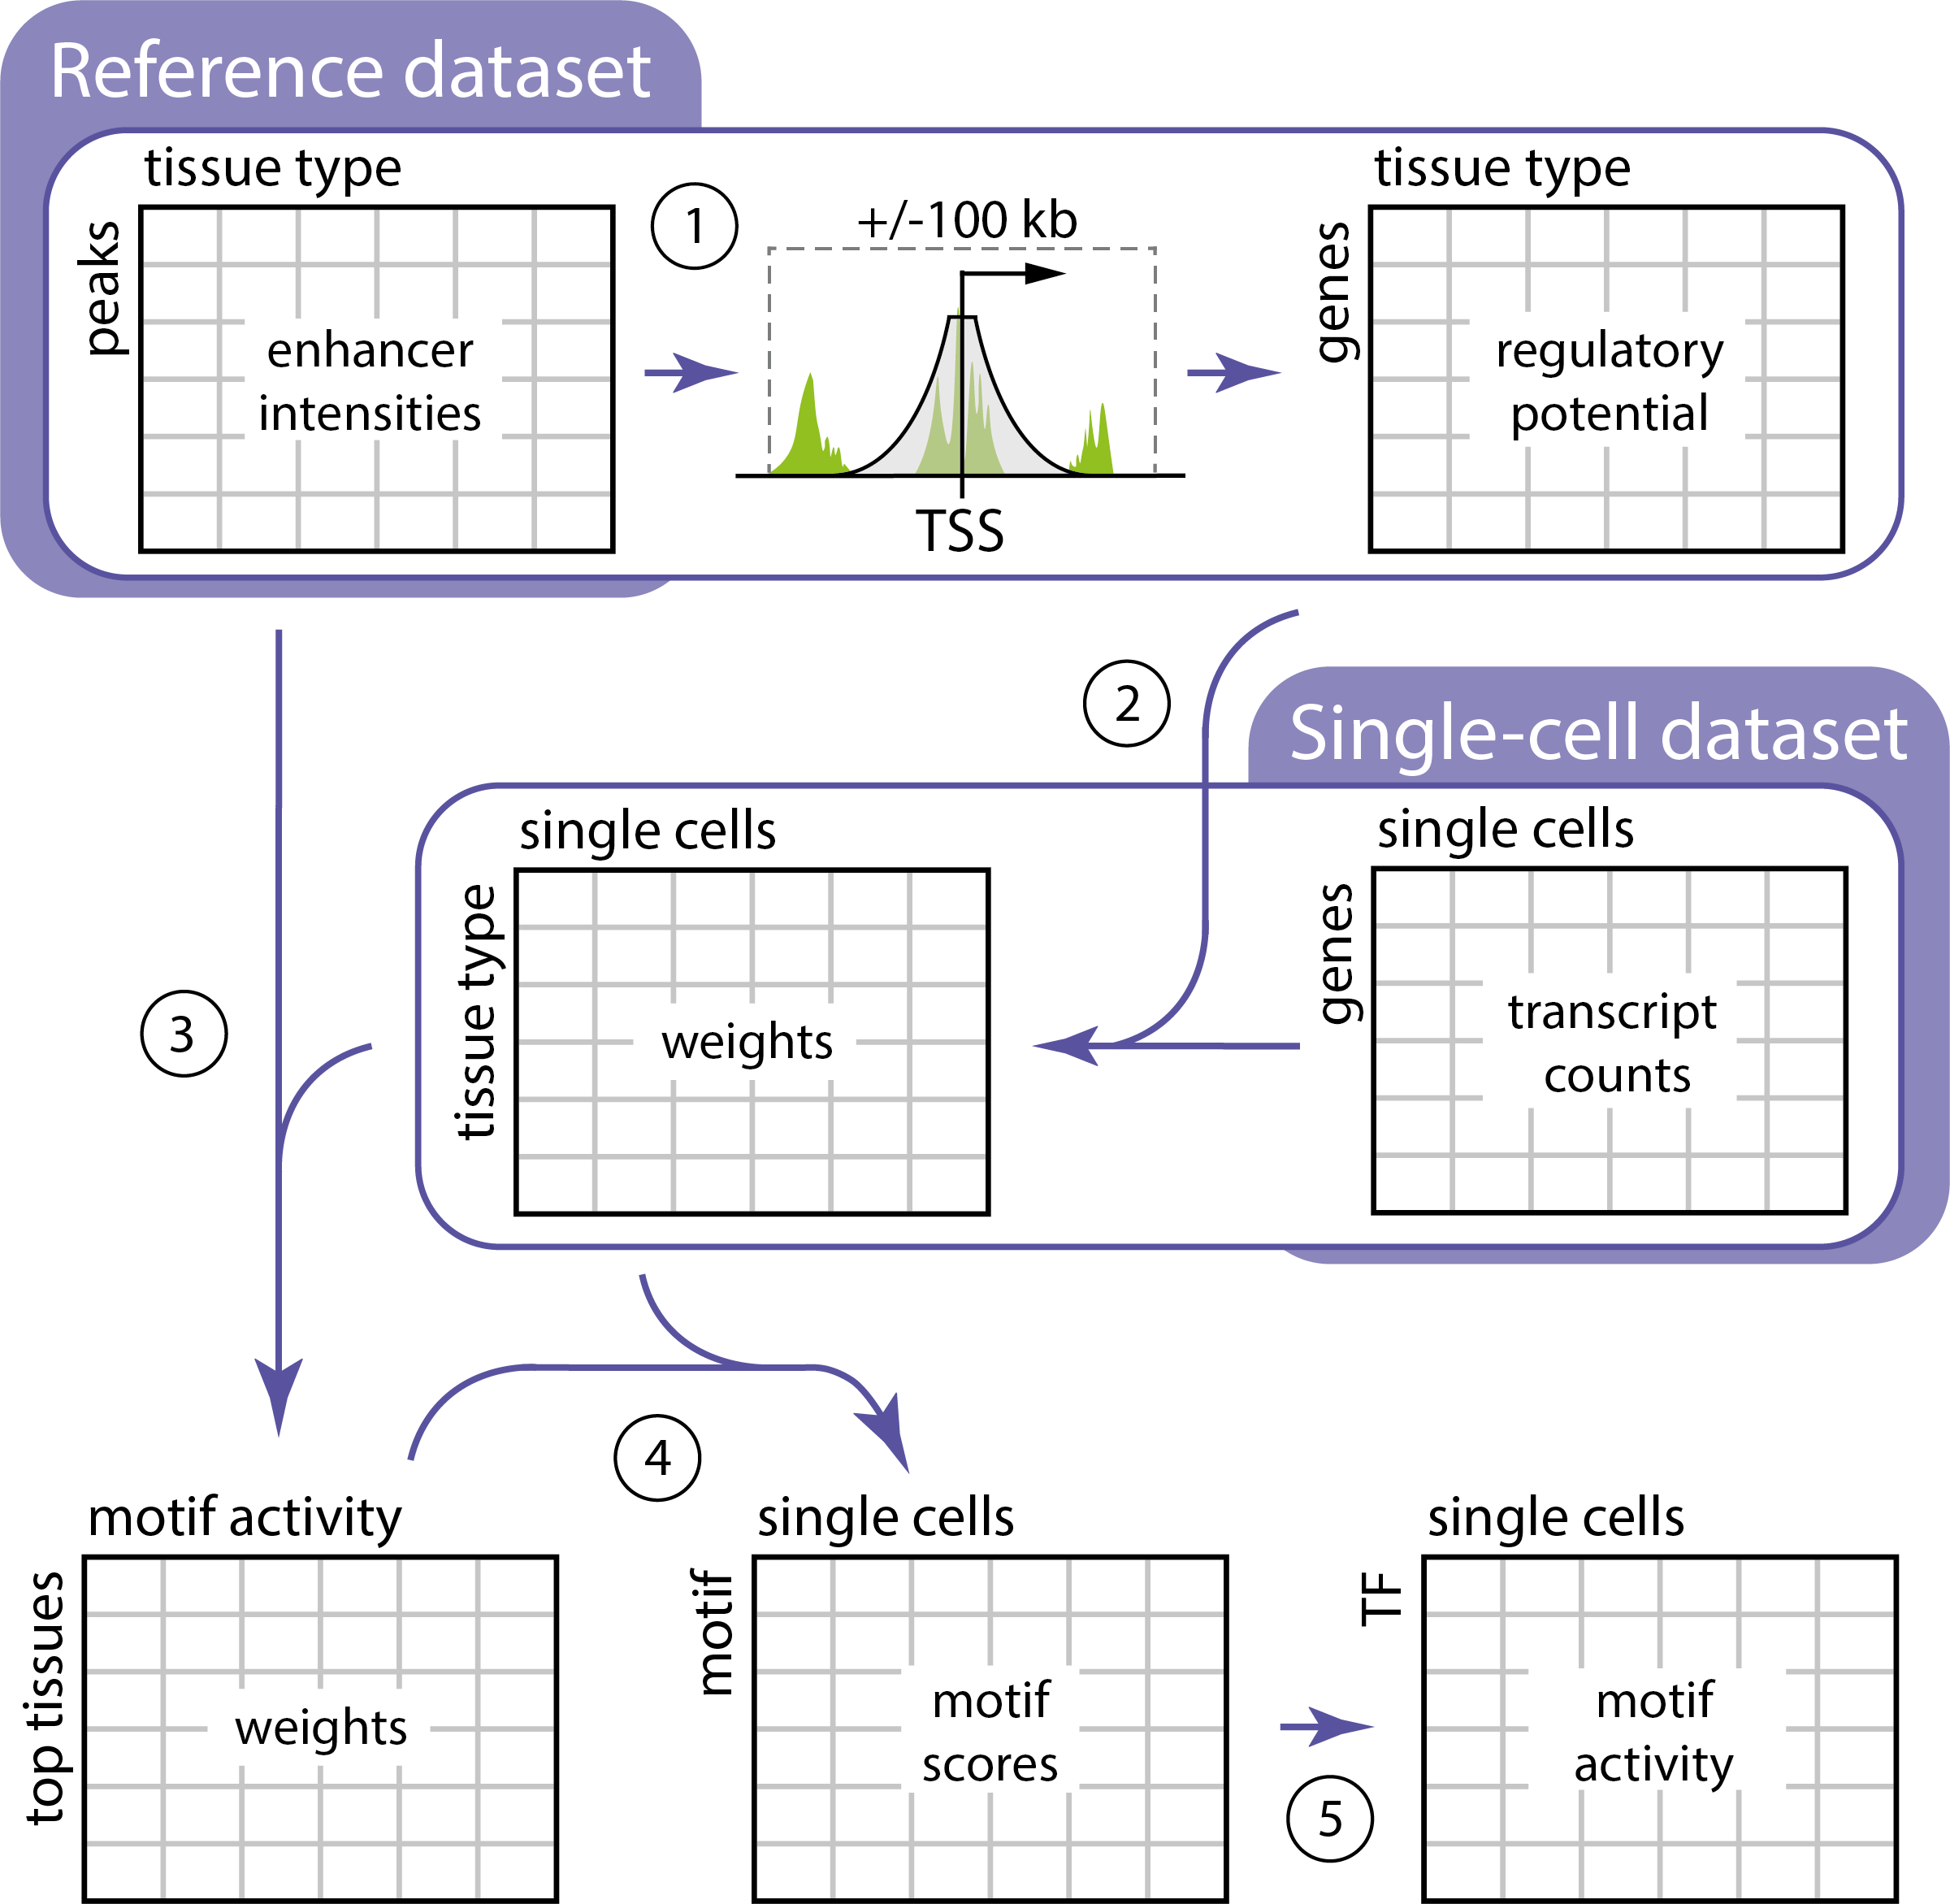 Reference dataset
tissue type
peaks
enhancer
intensities
1
+/-100 kb
TSS
tissue type
genes
regulatory
potential
2
Single-cell dataset
single cells
tissue type
weights
single cells
genes
transcript
counts
3
4
motif activity
top tissues
weights
single cells
motif
motif
scores
5
single cells
TF
motif
activity